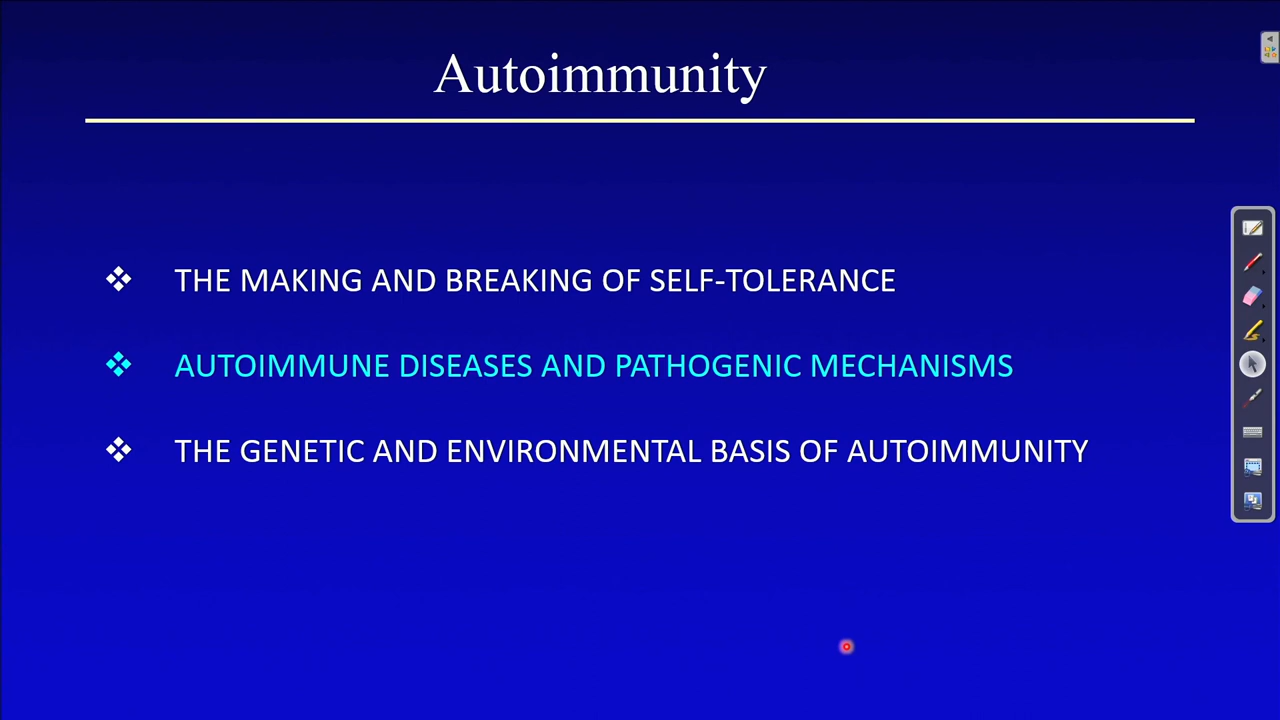 Autoimmunity
THE MAKING AND BREAKING OF SELF-TOLERANCE
AUTOIMMUNE DISEASES AND PATHOGENIC MECHANISMS
THE GENETIC AND ENVIRONMENTAL BASIS OF AUTOIMMUNITY